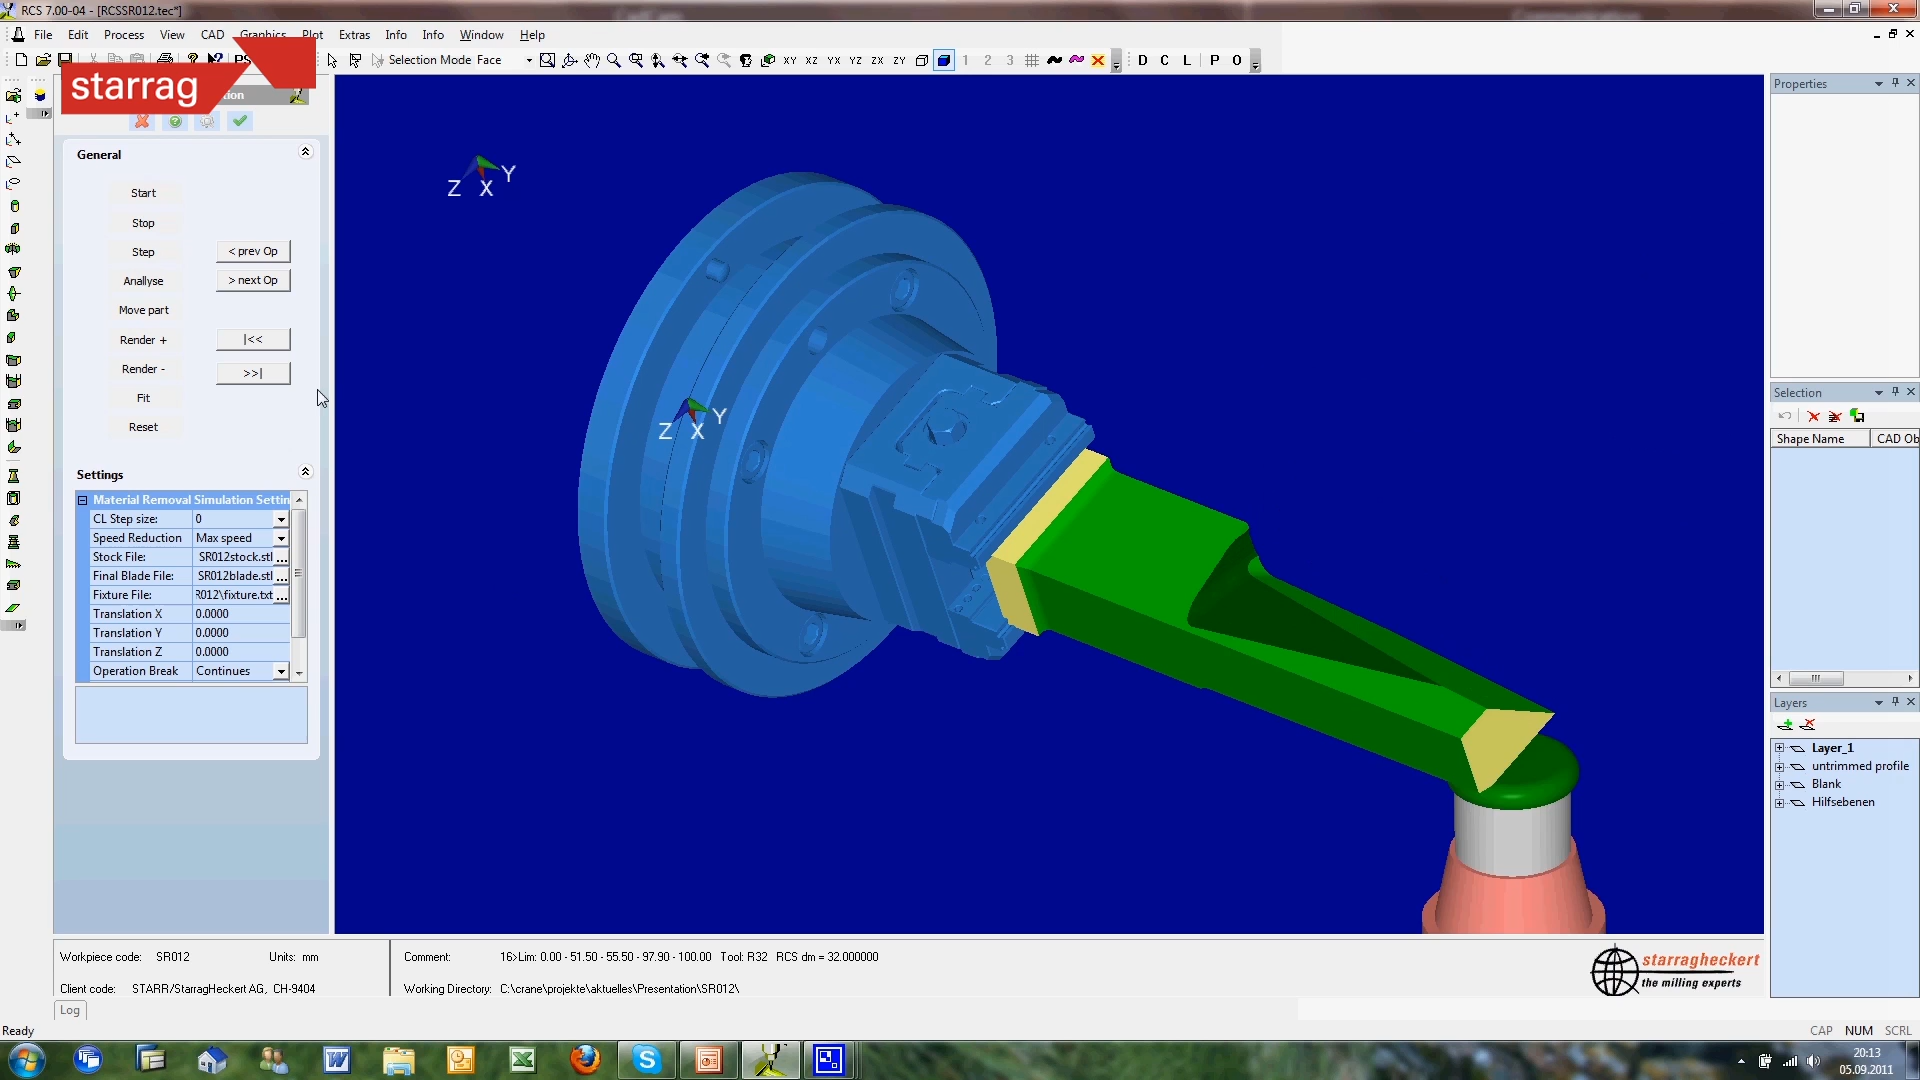 RCS 7.00-04 - [RCSSR012.tec*]
File Edit Process View CAD Graphics Plot Extras Info Info Window Help
Selection Mode Face XY XZ YX YZ ZX ZY 1 2 3 D C L P O
starrag
General
Start
Stop
Step < prev Op
Analyse > next Op
Move part
Render + |<<
Render - >>|
Fit
Reset
Settings
Material Removal Simulation Settin
CL Step size: 0
Speed Reduction Max speed
Stock File: SR012stock.stl ...
Final Blade File: SR012blade.stl ...
Fixture File: R012\fixture.txt ...
Translation X 0.0000
Translation Y 0.0000
Translation Z 0.0000
Operation Break Continues
Z X Y
Z X Y
Properties
Selection
Shape Name CAD Ob
Layers
Layer_1
untrimmed profile
Blank
Hilfsebenen
Workpiece code: SR012 Units: mm
Client code: STARR/StarragHeckert AG, CH-9404
Comment: 16>Lim: 0.00 - 51.50 - 55.50 - 97.90 - 100.00 Tool: R32 RCS dm = 32.000000
Working Directory: C:\crane\projekte\aktuelles\Presentation\SR012\
starragheckert
the milling experts
Log
Ready
CAP NUM SCRL
20:13
05.09.2011